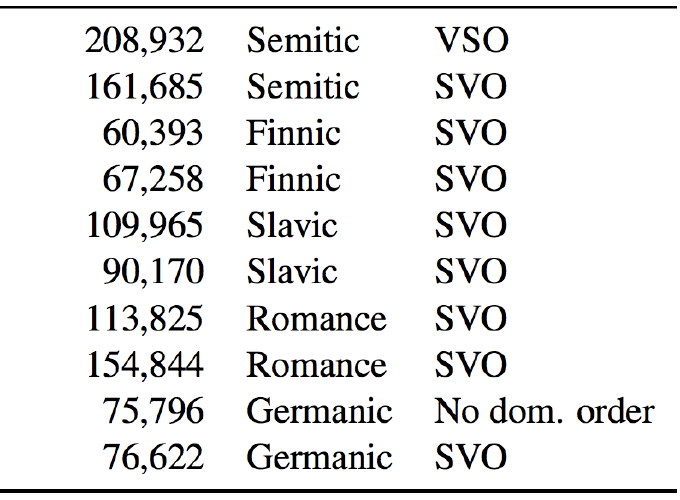 208,932 Semitic VSO
161,685 Semitic SVO
60,393 Finnic SVO
67,258 Finnic SVO
109,965 Slavic SVO
90,170 Slavic SVO
113,825 Romance SVO
154,844 Romance SVO
75,796 Germanic No dom. order
76,622 Germanic SVO